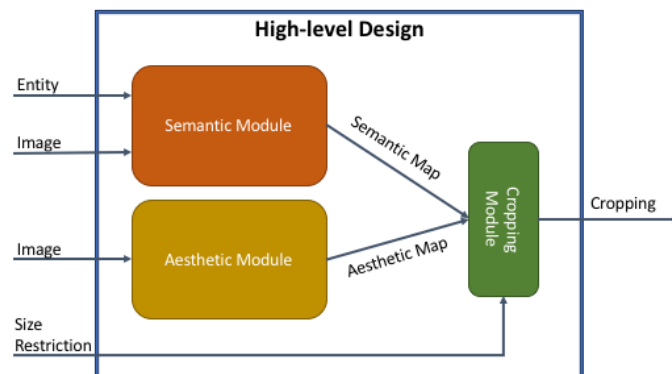 High-level Design
Entity
Semantic Module
Image
Semantic Map
Cropping
Module
Cropping
Image
Aesthetic Module
Aesthetic Map
Size
Restriction